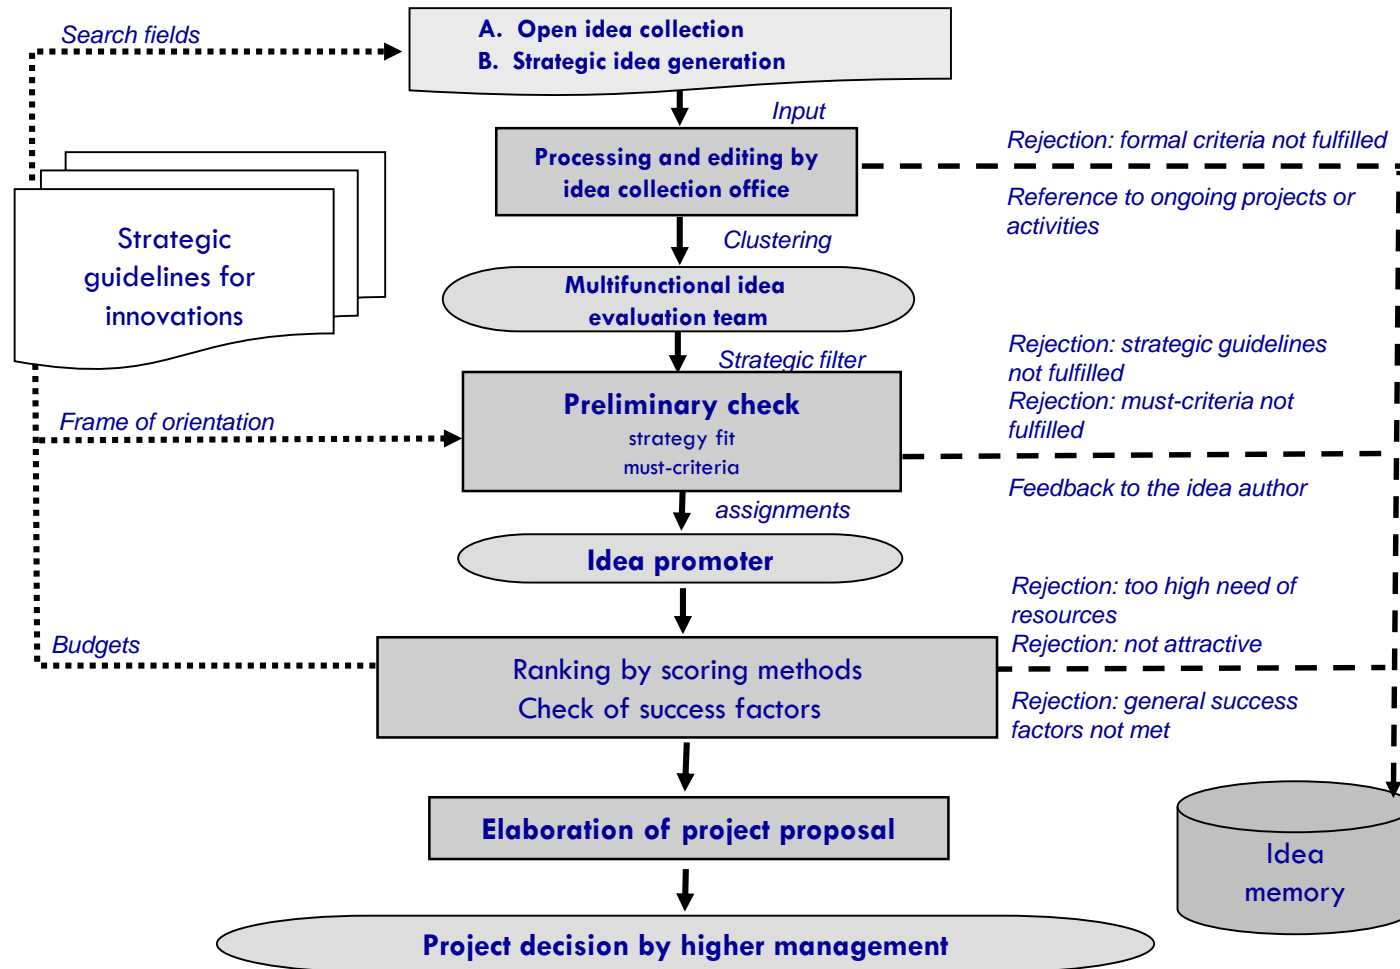 Search fields
A. Open idea collection
B. Strategic idea generation
Input
Processing and editing by
idea collection office
Rejection: formal criteria not fulfilled
Reference to ongoing projects or
activities
Strategic
guidelines for
innovations
Clustering
Multifunctional idea
evaluation team
Strategic filter
Rejection: strategic guidelines
not fulfilled
Rejection: must-criteria not
fulfilled
Frame of orientation
Preliminary check
strategy fit
must-criteria
Feedback to the idea author
assignments
Idea promoter
Rejection: too high need of
resources
Rejection: not attractive
Budgets
Ranking by scoring methods
Check of success factors
Rejection: general success
factors not met
Elaboration of project proposal
Idea
memory
Project decision by higher management